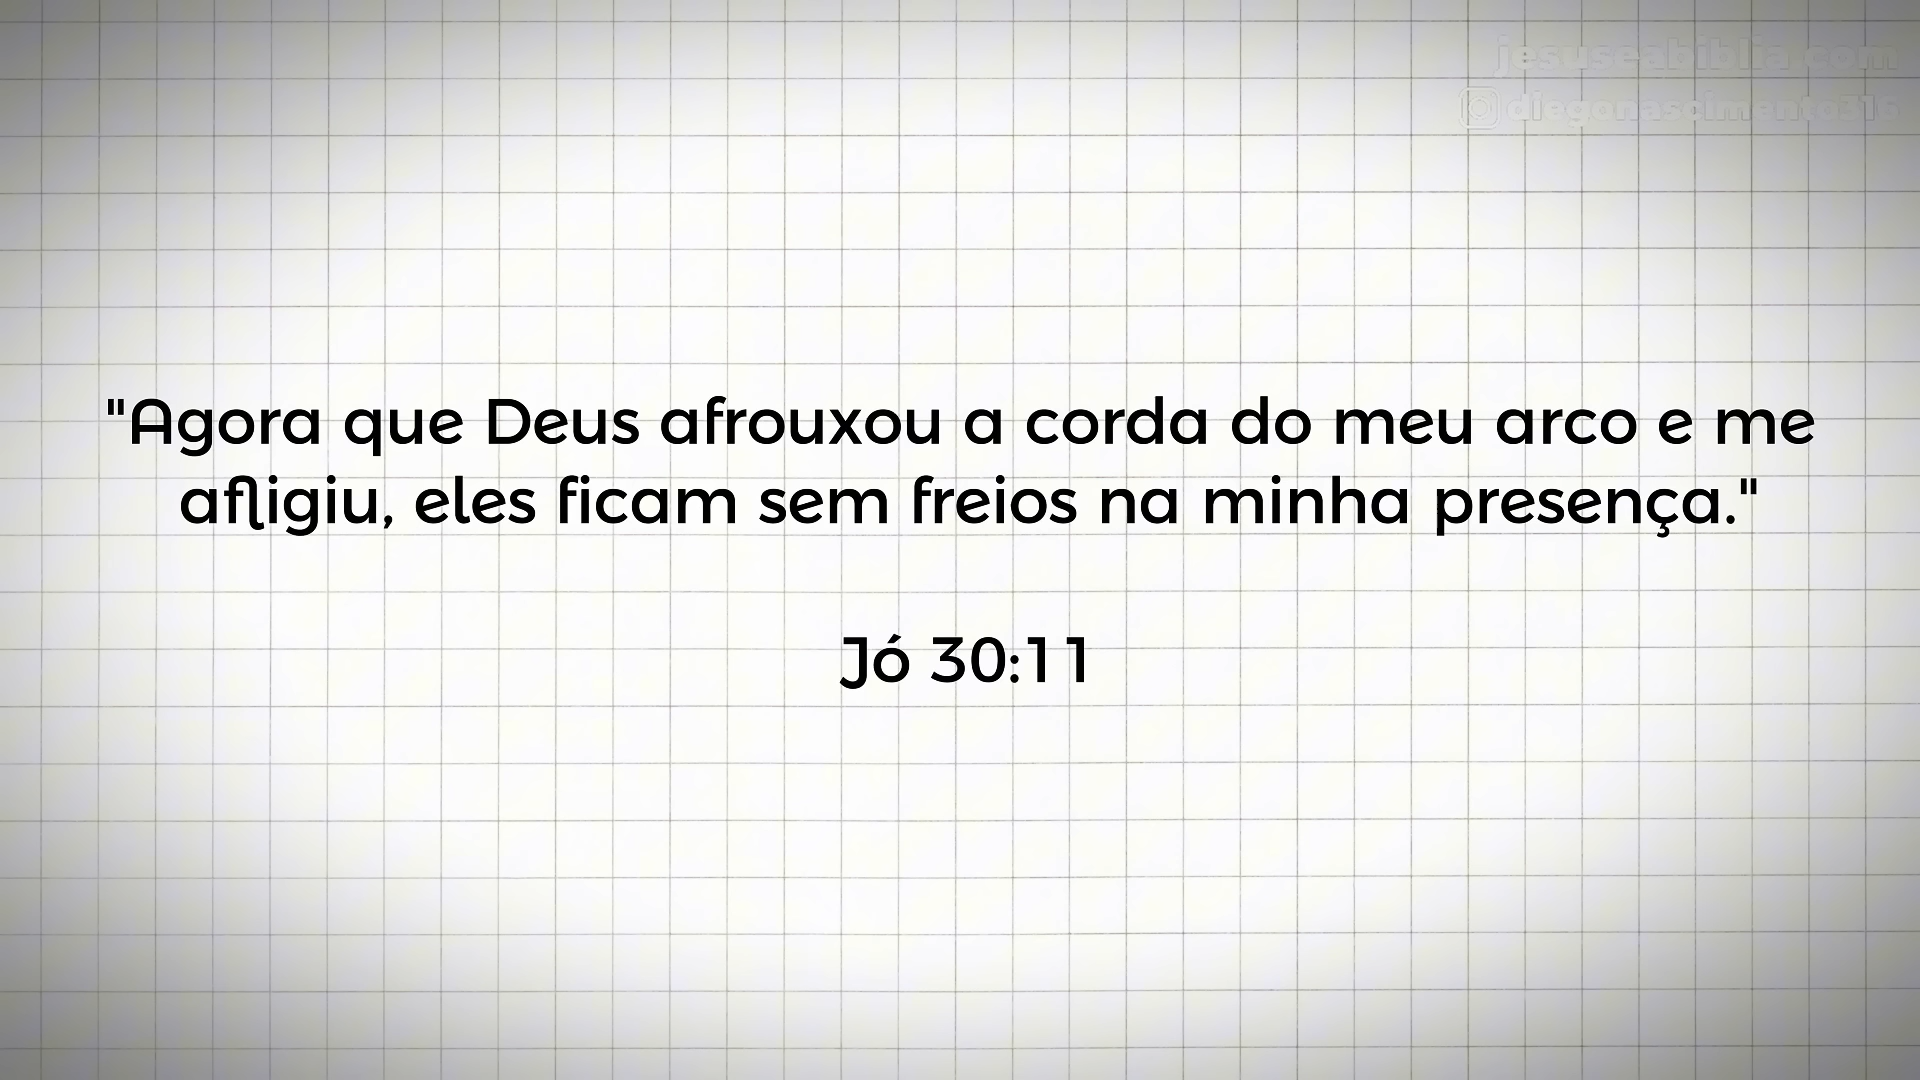 jesuseabiblia.com
diegonascimento316
"Agora que Deus afrouxou a corda do meu arco e me
afligiu, eles ficam sem freios na minha presença."
Jó 30:11